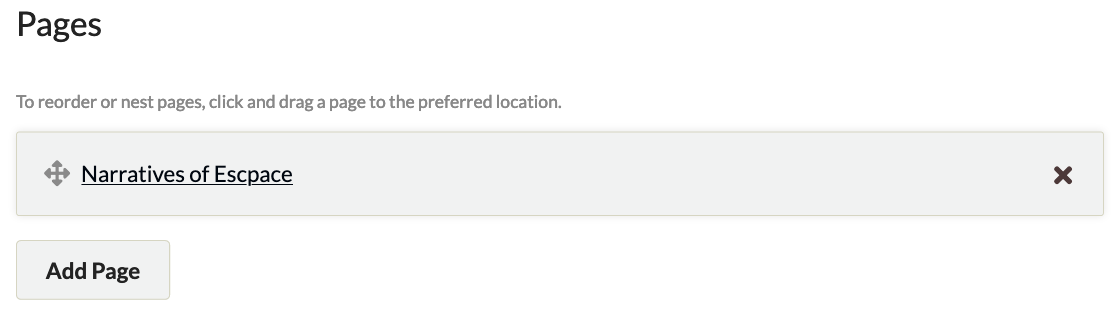 Pages
To reorder or nest pages, click and drag a page to the preferred location.
Narratives of Escpace
Add Page